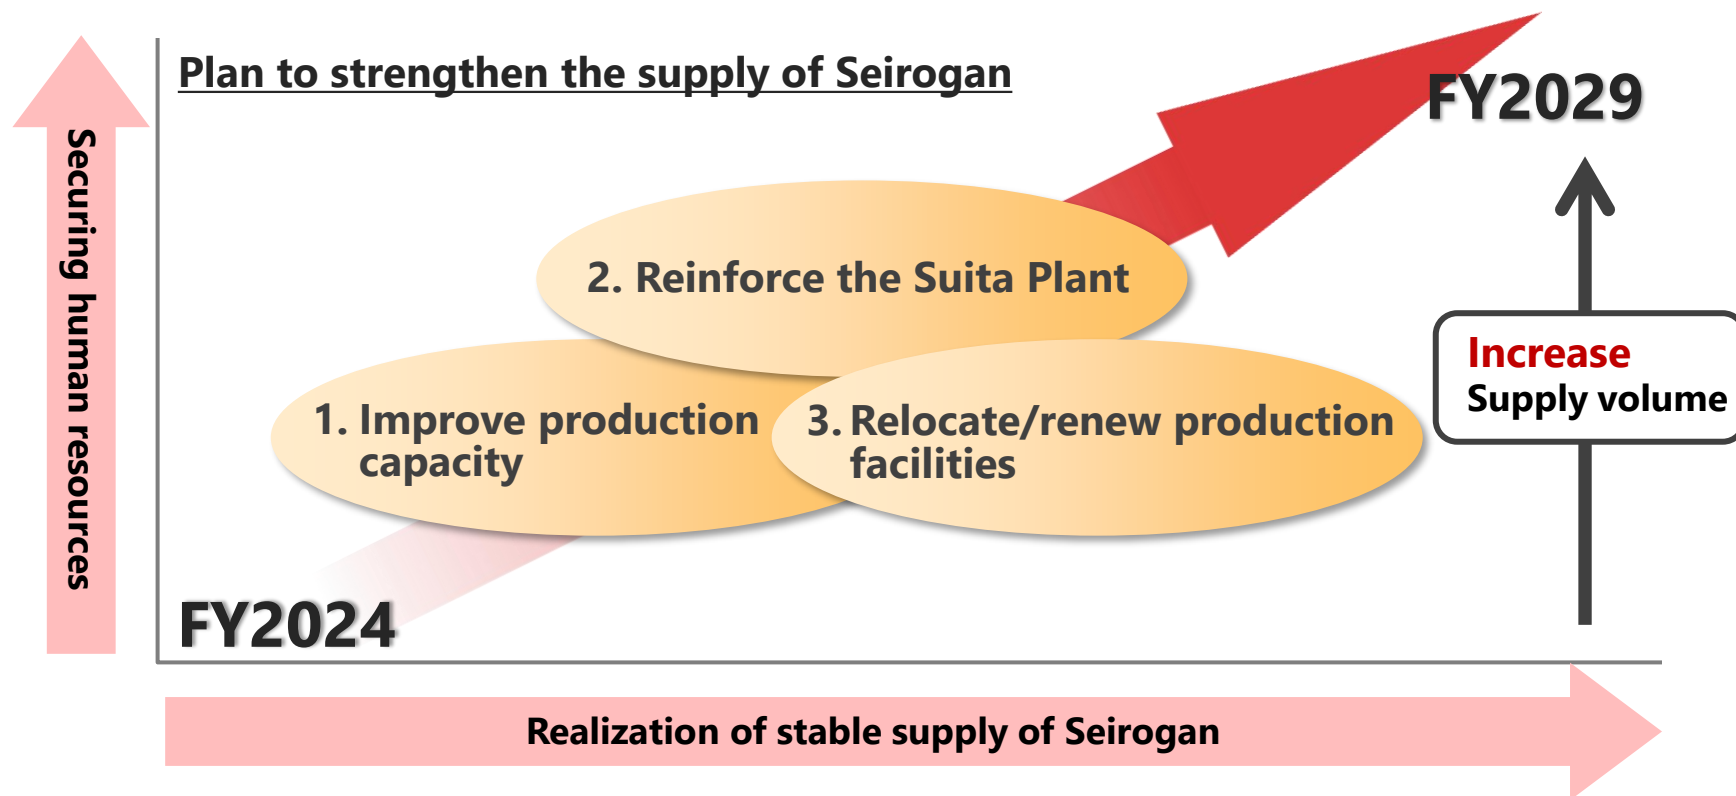 Plan to strengthen the supply of Seirogan
FY2029
Securing human resources
2. Reinforce the Suita Plant
1. Improve production
capacity
3. Relocate/renew production
facilities
Increase
Supply volume
FY2024
Realization of stable supply of Seirogan